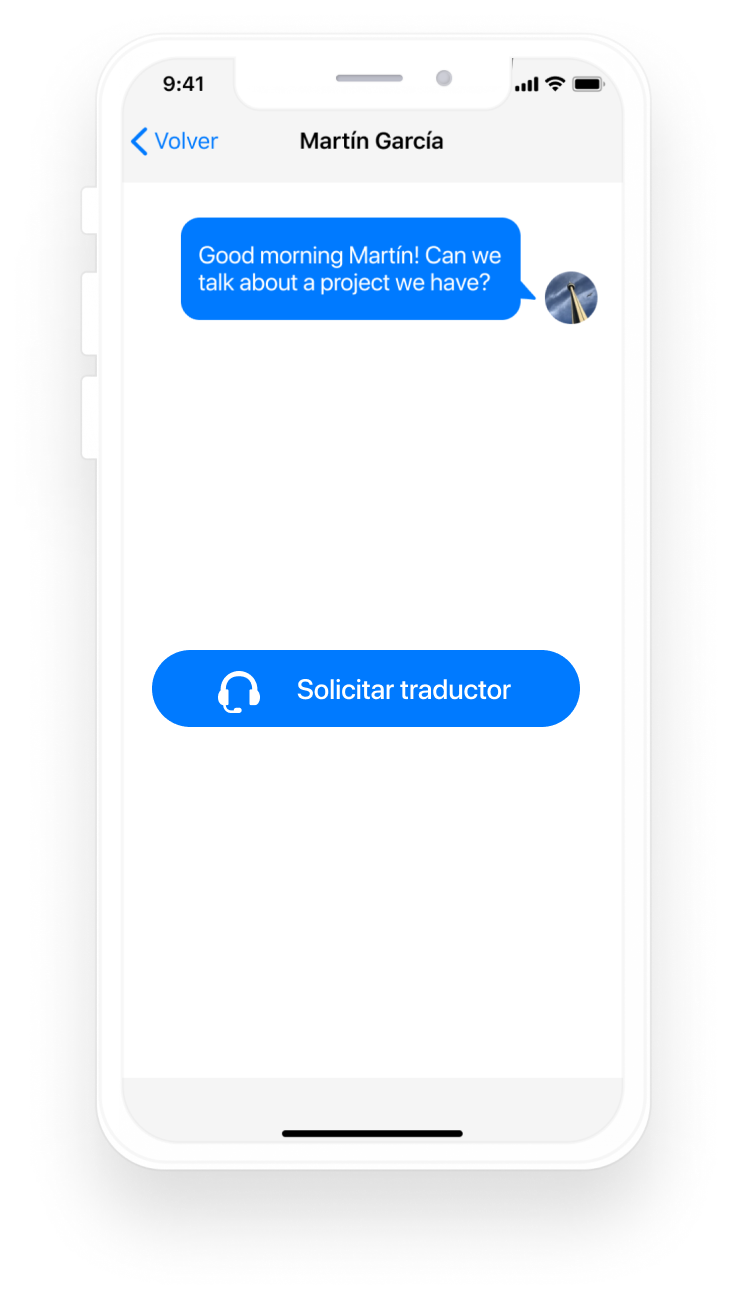 9:41
Volver
Martín García
Good morning Martín! Can we
talk about a project we have?
Solicitar traductor